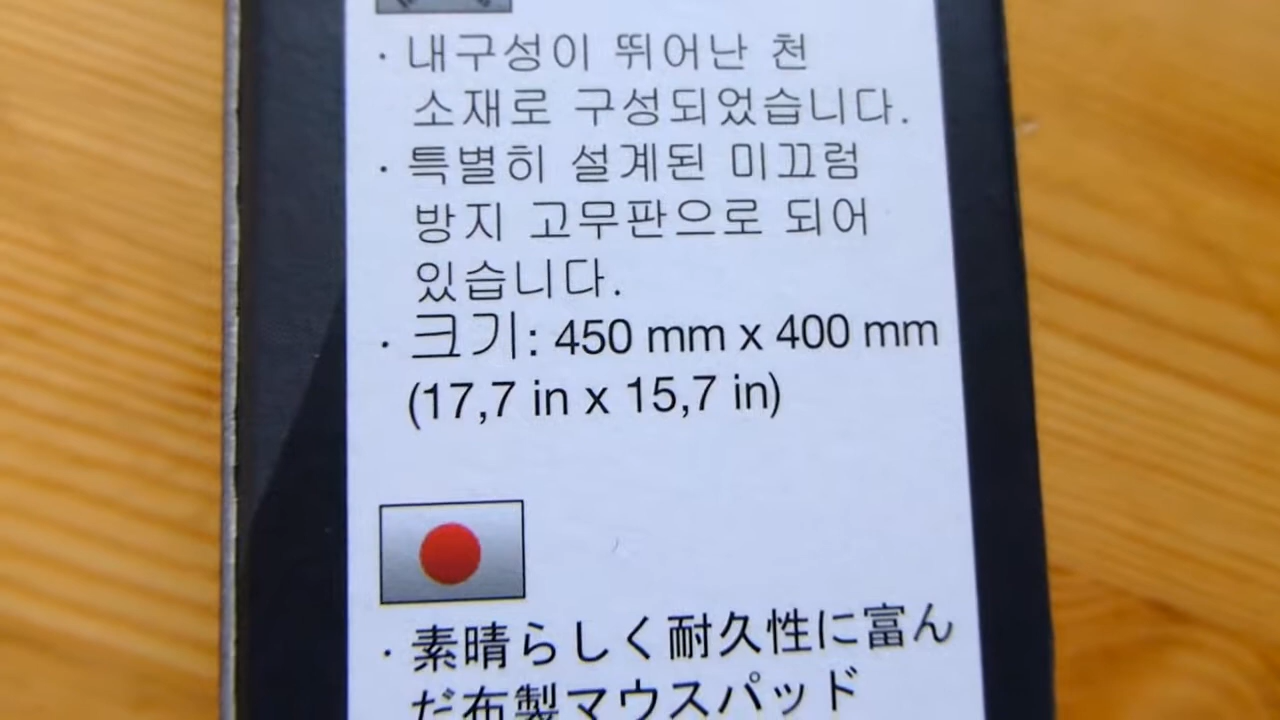 · 내구성이 뛰어난 천
소재로 구성되었습니다.
· 특별히 설계된 미끄럼
방지 고무판으로 되어
있습니다.
· 크기: 450 mm x 400 mm
(17,7 in x 15,7 in)
· 素晴らしく耐久性に富ん
だ布製マウスパッド